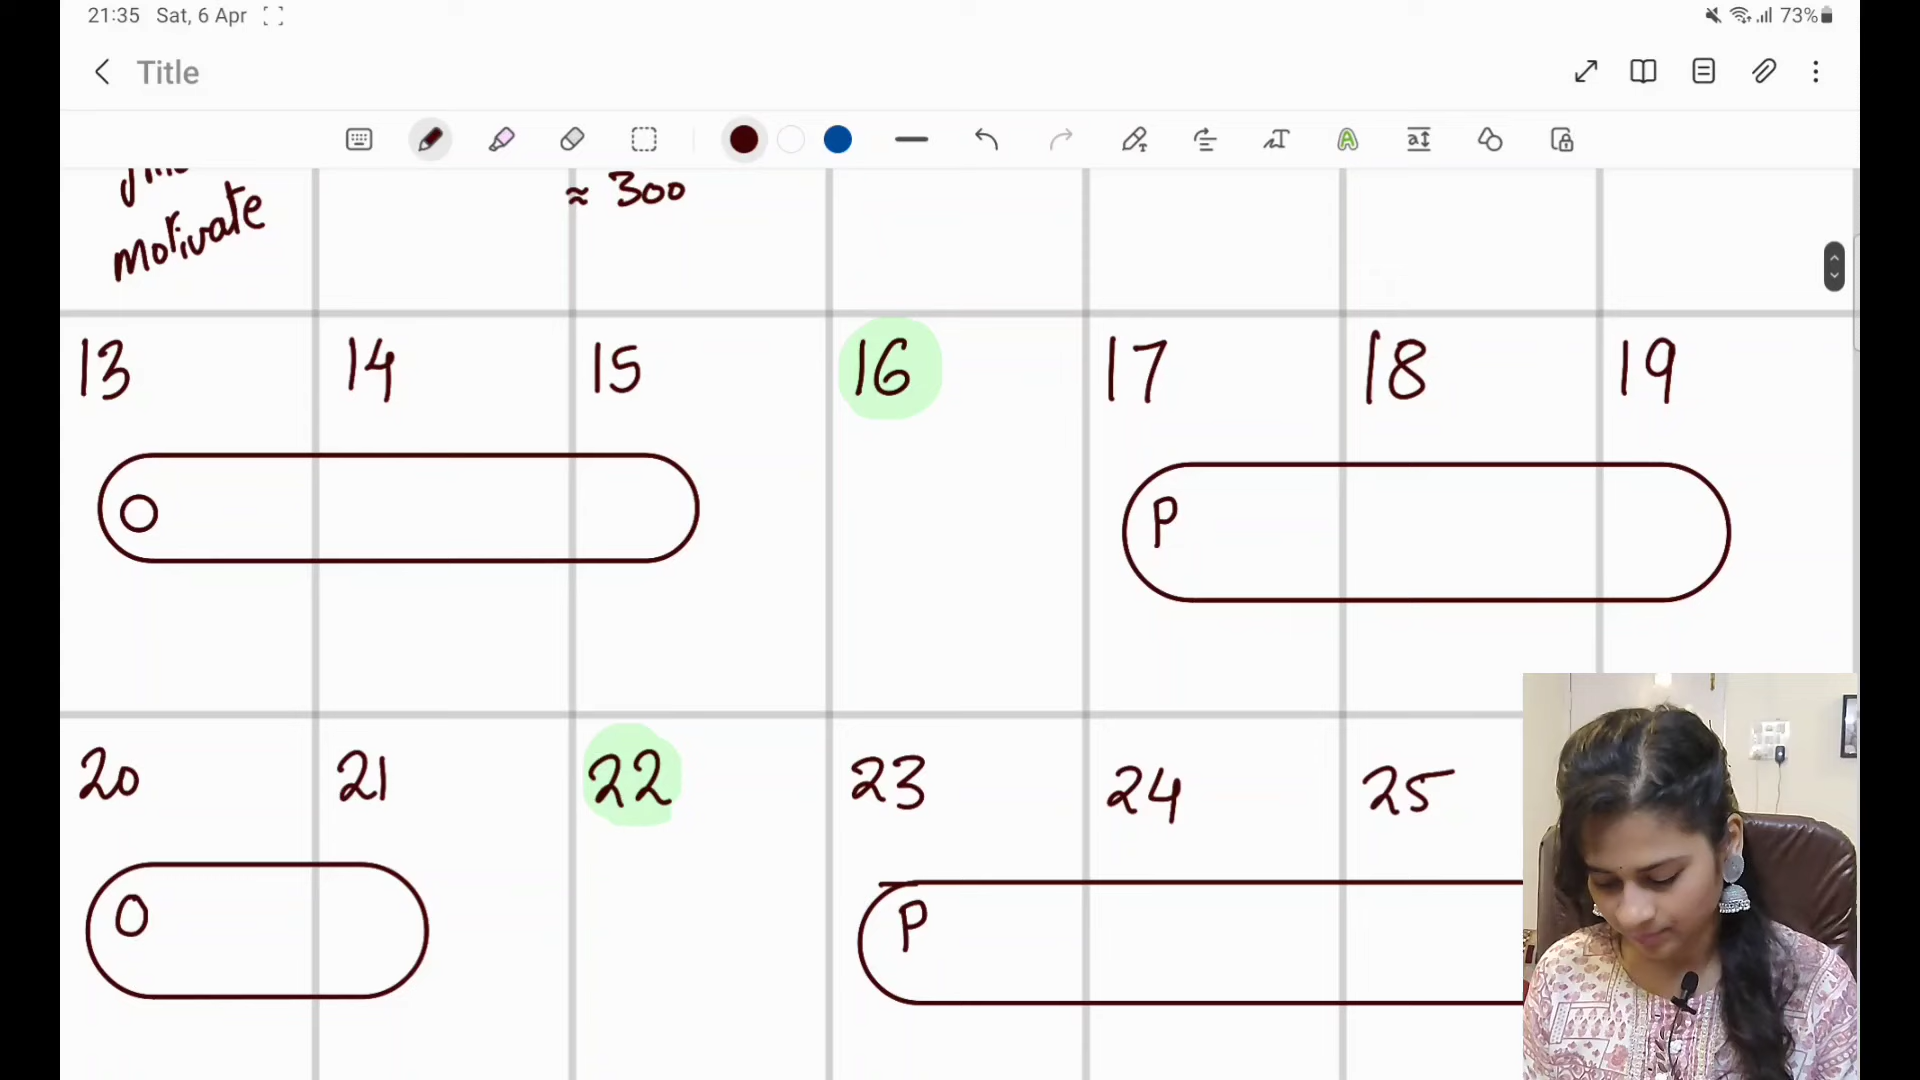 21:35 Sat, 6 Apr 73%
Title
≈ 300
motivate
13 14 15 16 17 18 19
O P
20 21 22 23 24 25
O P